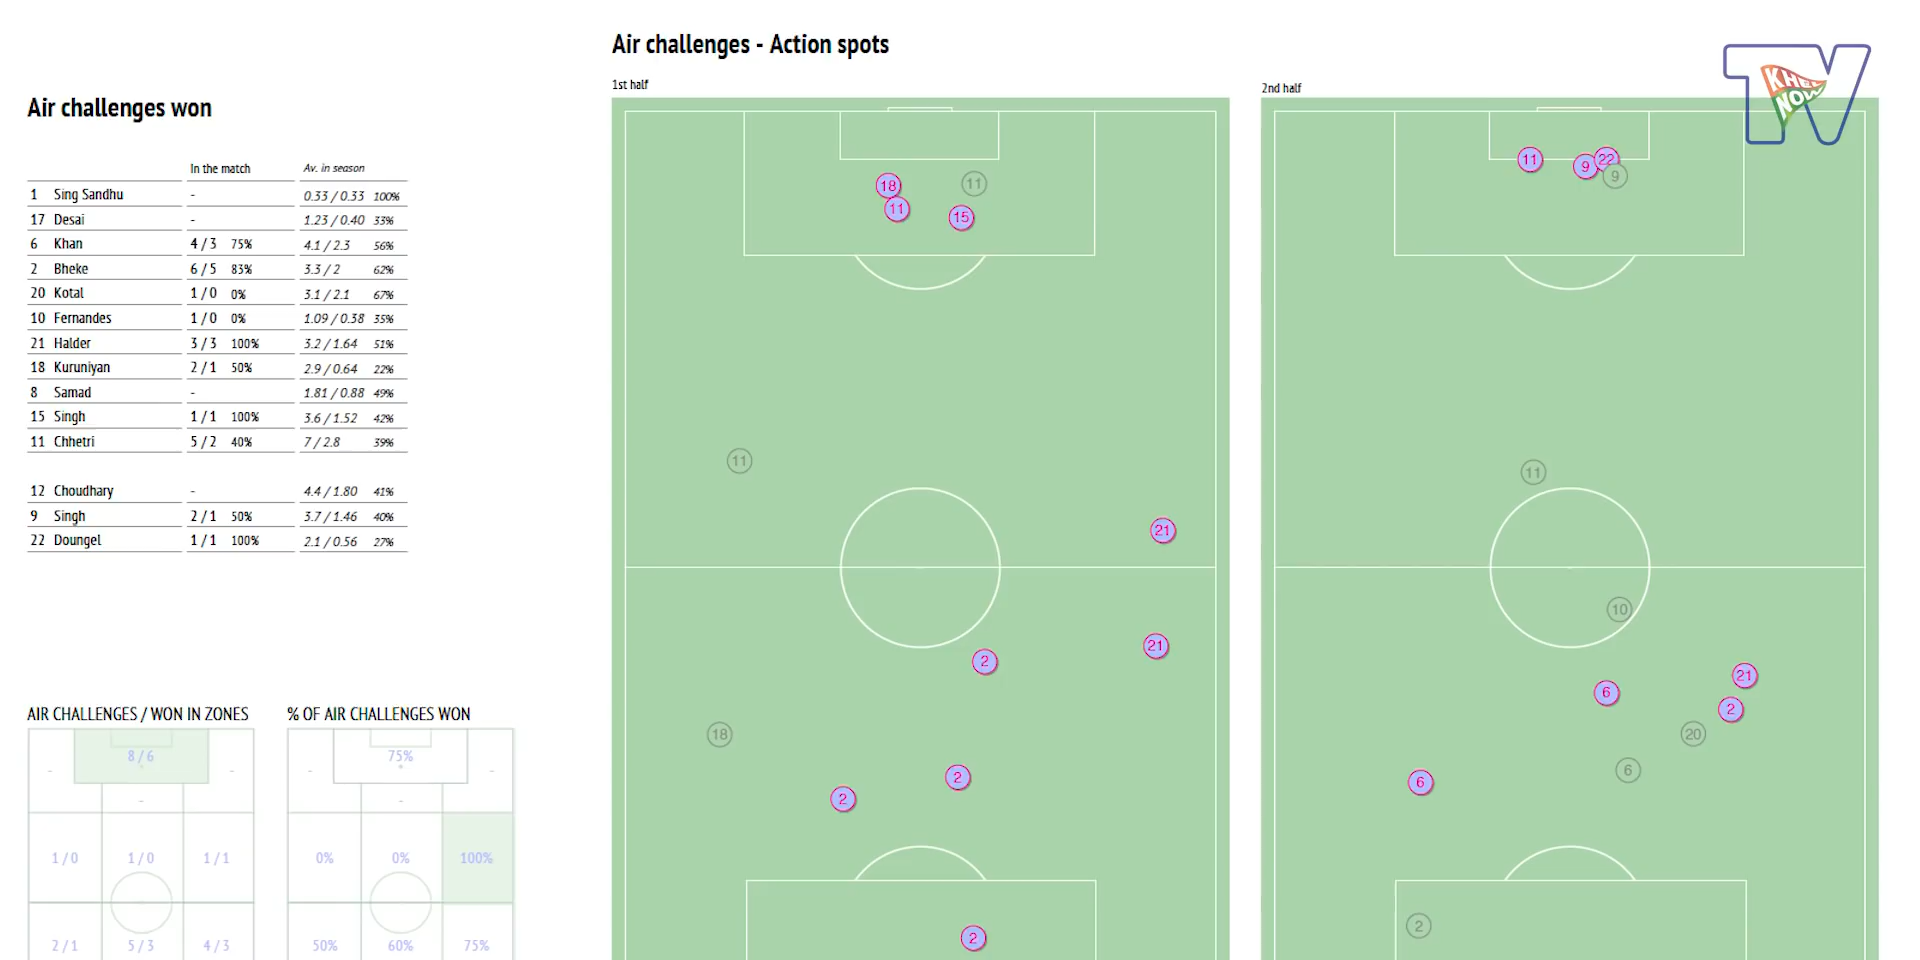 Air challenges - Action spots
1st half
2nd half
TV
KHEL
NOW
Air challenges won
In the match Av. in season
1 Sing Sandhu - 0.33 / 0.33 100%
17 Desai - 1.23 / 0.40 33%
6 Khan 4 / 3 75% 4.1 / 2.3 56%
2 Bheke 6 / 5 83% 3.3 / 2 62%
20 Kotal 1 / 0 0% 3.1 / 2.1 67%
10 Fernandes 1 / 0 0% 1.09 / 0.38 35%
21 Halder 3 / 3 100% 3.2 / 1.64 51%
18 Kuruniyan 2 / 1 50% 2.9 / 0.64 22%
8 Samad - 1.81 / 0.88 49%
15 Singh 1 / 1 100% 3.6 / 1.52 42%
11 Chhetri 5 / 2 40% 7 / 2.8 39%
12 Choudhary - 4.4 / 1.80 41%
9 Singh 2 / 1 50% 3.7 / 1.46 40%
22 Doungel 1 / 1 100% 2.1 / 0.56 27%
AIR CHALLENGES / WON IN ZONES
8 / 6
- -
-
1 / 0 1 / 0 1 / 1
2 / 1 5 / 3 4 / 3
% OF AIR CHALLENGES WON
75%
- -
-
0% 0% 100%
50% 60% 75%
18 11
11 15
11
21
21
2
18
2
2
2
11 9 22
9
11
10
21
6
2
20
6
6
2